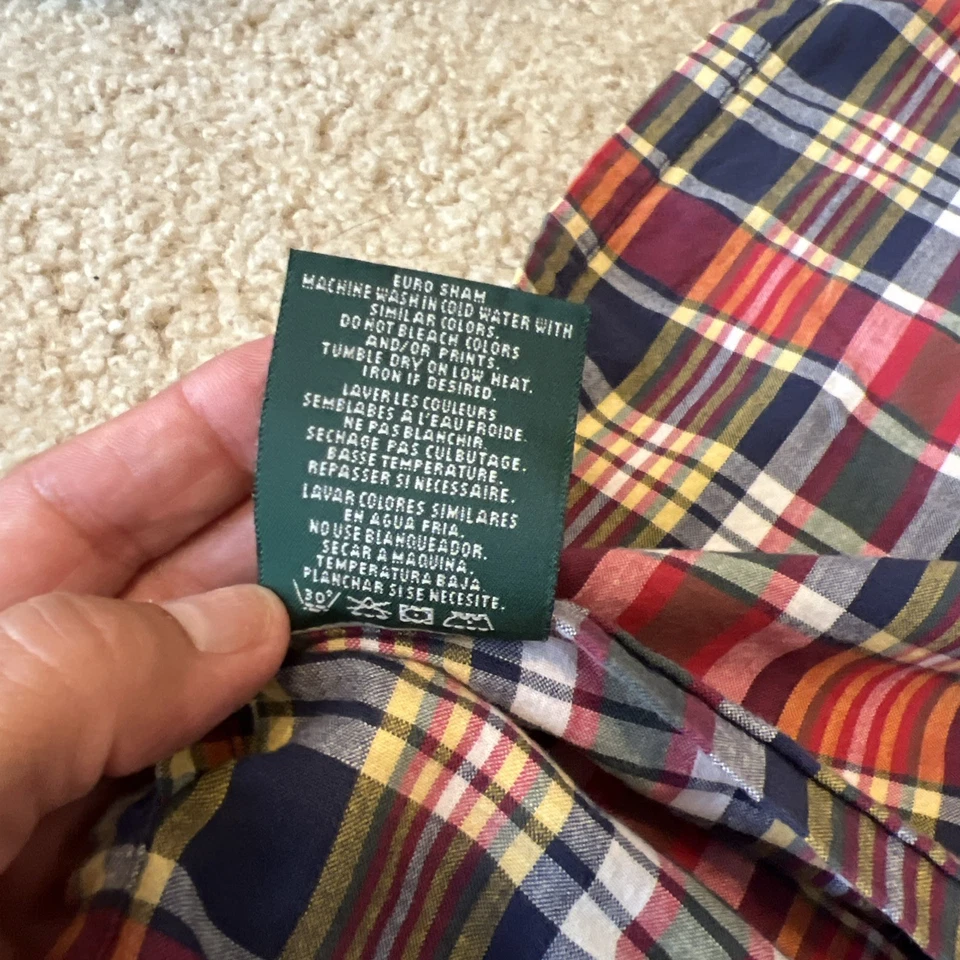 EURO SHAM
MACHINE WASH IN COLD WATER WITH
SIMILAR COLORS.
DO NOT BLEACH COLORS
AND/OR PRINTS.
TUMBLE DRY ON LOW HEAT.
IRON IF DESIRED.
LAVER LES COULEURS
SEMBLABES A L'EAU FROIDE.
NE PAS BLANCHIR.
SECHAGE PAS CULBUTAGE.
BASSE TEMPERATURE.
REPASSER SI NECESSAIRE.
LAVAR COLORES SIMILARES
EN AGUA FRIA.
NO USE BLANQUEADOR.
SECAR A MAQUINA.
TEMPERATURA BAJA
PLANCHAR SI SE NECESITE.
30°